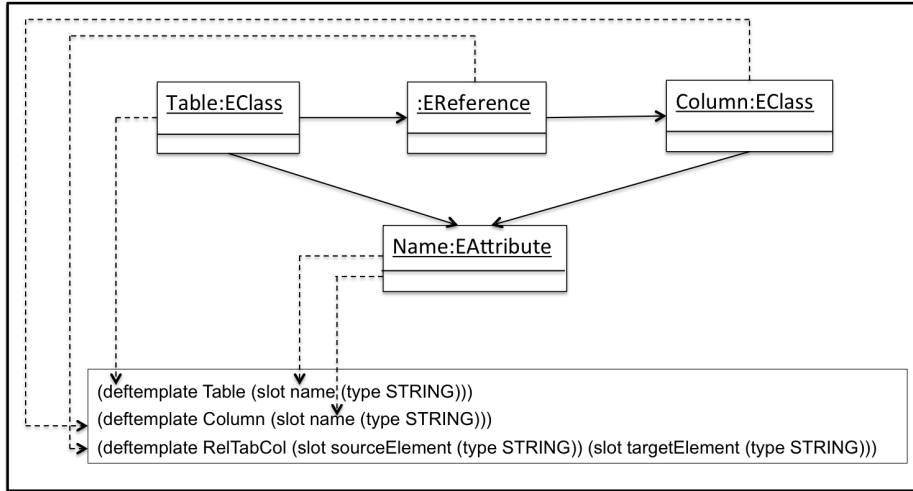 Table:EClass
:EReference
Column:EClass
Name:EAttribute
(deftemplate Table (slot name (type STRING)))
(deftemplate Column (slot name (type STRING)))
(deftemplate RelTabCol (slot sourceElement (type STRING)) (slot targetElement (type STRING)))